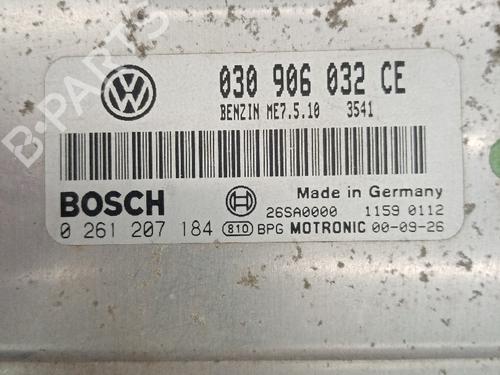 B-PARTS
030 906 032 CE
BENZIN ME7.5.10 3541
BOSCH
Made in Germany
26SA0000 1159 0112
0 261 207 184 810 BPG MOTRONIC 00-09-26